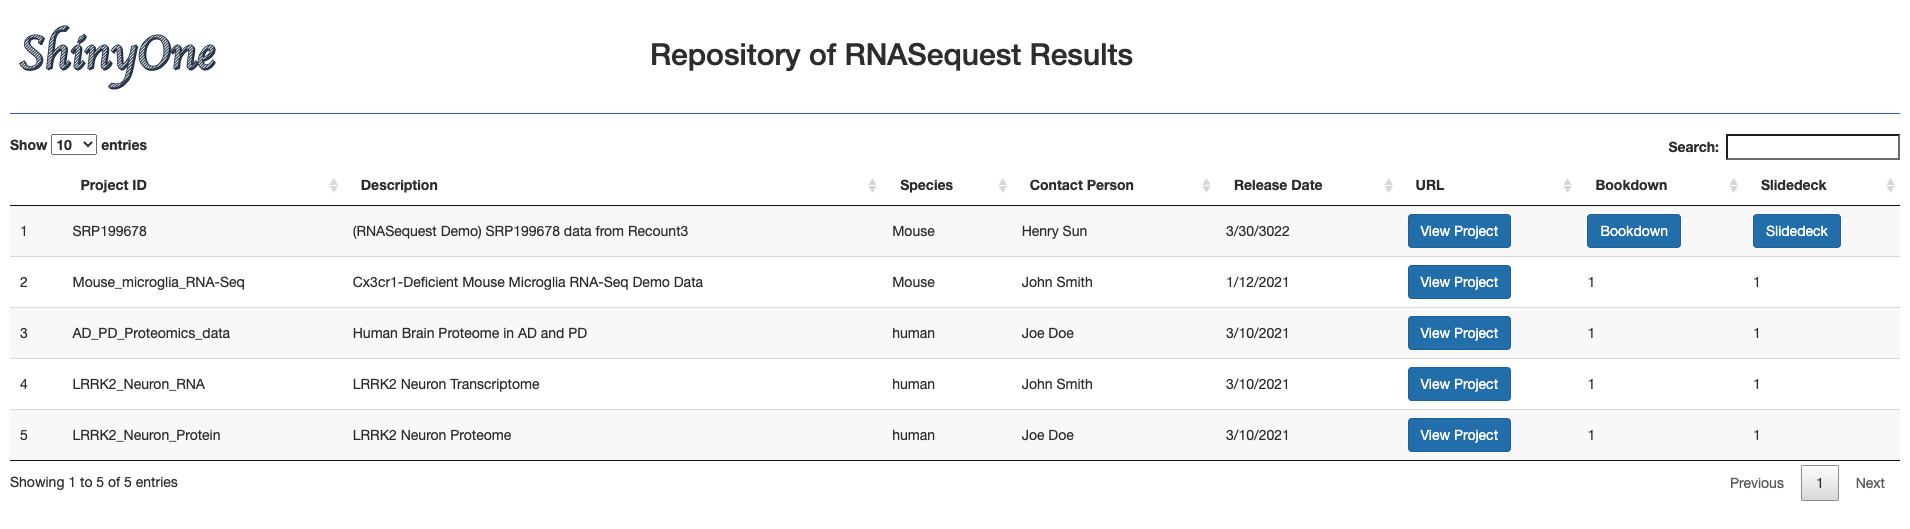 ShinyOne
Repository of RNASequest Results
Show 10 entries
Search:
Project ID Description Species Contact Person Release Date URL Bookdown Slidedeck
1 SRP199678 (RNASequest Demo) SRP199678 data from Recount3 Mouse Henry Sun 3/30/3022 View Project Bookdown Slidedeck
2 Mouse_microglia_RNA-Seq Cx3cr1-Deficient Mouse Microglia RNA-Seq Demo Data Mouse John Smith 1/12/2021 View Project 1 1
3 AD_PD_Proteomics_data Human Brain Proteome in AD and PD human Joe Doe 3/10/2021 View Project 1 1
4 LRRK2_Neuron_RNA LRRK2 Neuron Transcriptome human John Smith 3/10/2021 View Project 1 1
5 LRRK2_Neuron_Protein LRRK2 Neuron Proteome human Joe Doe 3/10/2021 View Project 1 1
Showing 1 to 5 of 5 entries
Previous 1 Next